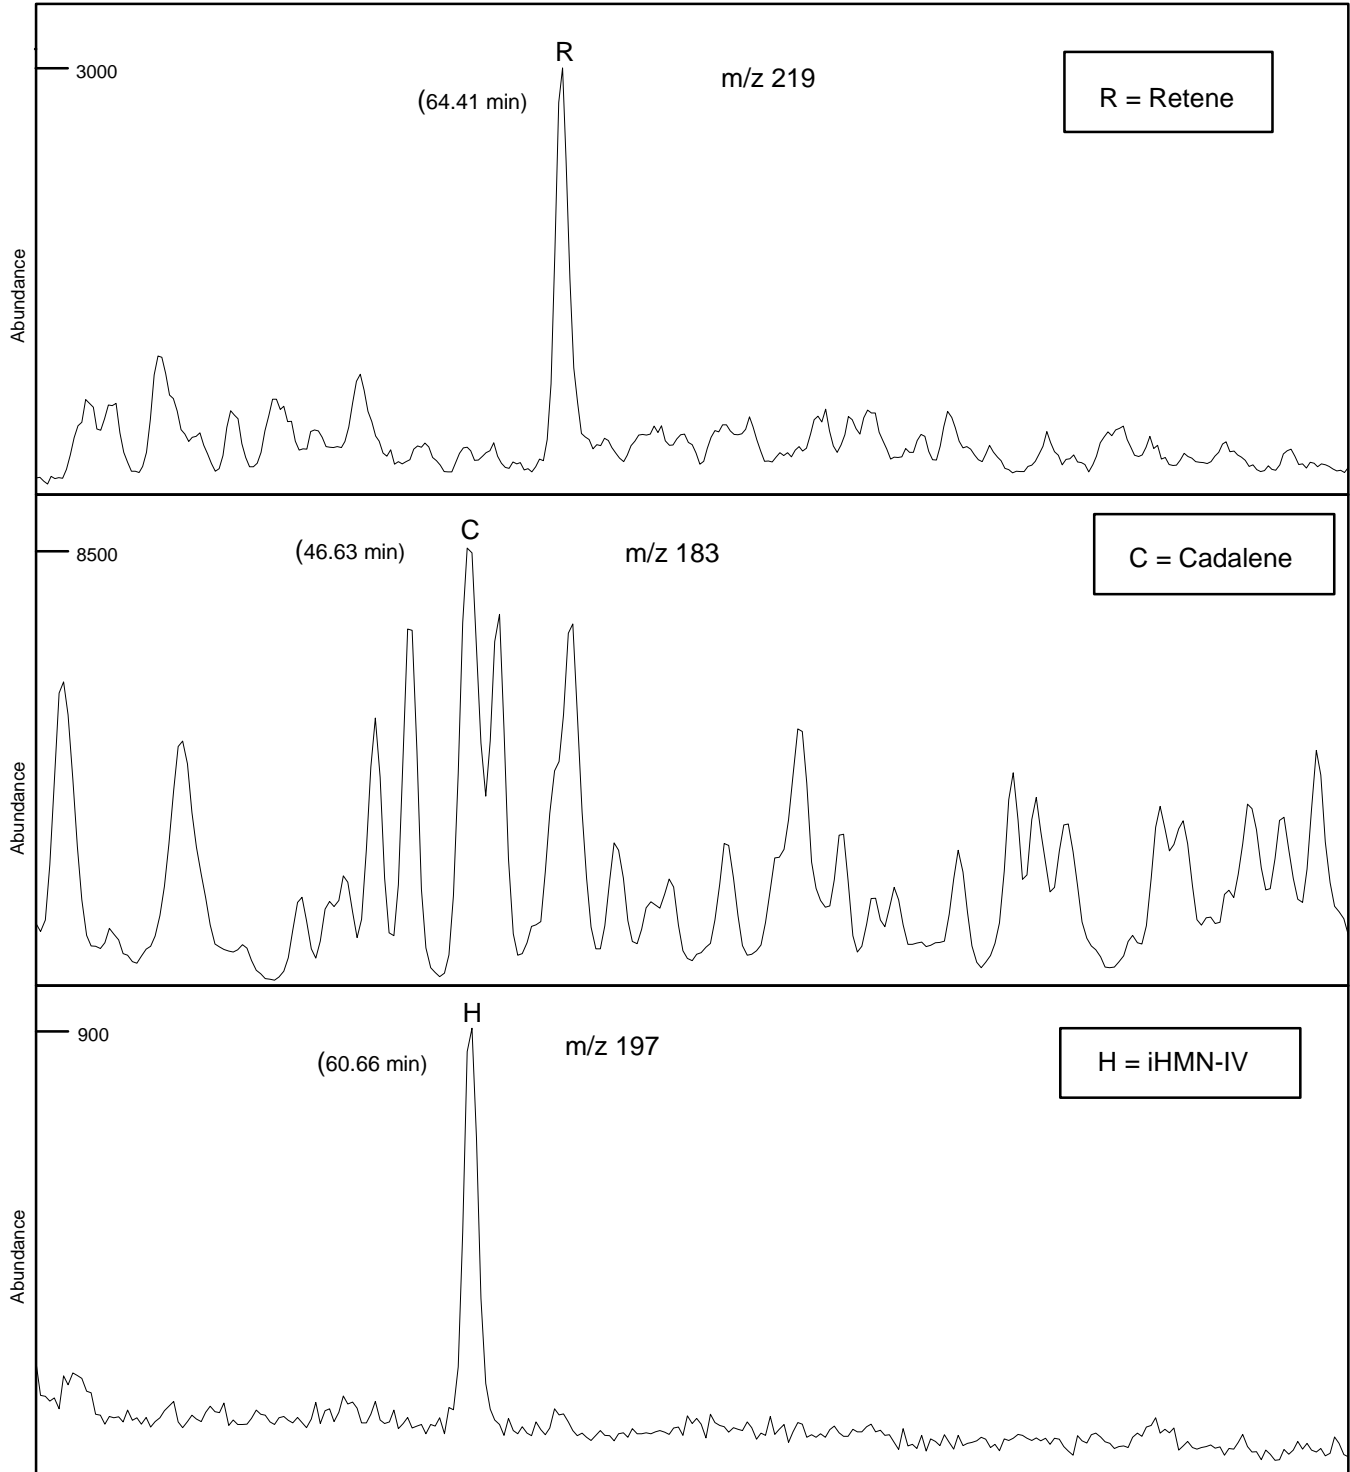 R
3000
m/z 219
(64.41 min)
R = Retene
Abundance
C
8500
(46.63 min)
m/z 183
C = Cadalene
Abundance
H
900
m/z 197
(60.66 min)
H = iHMN-IV
Abundance